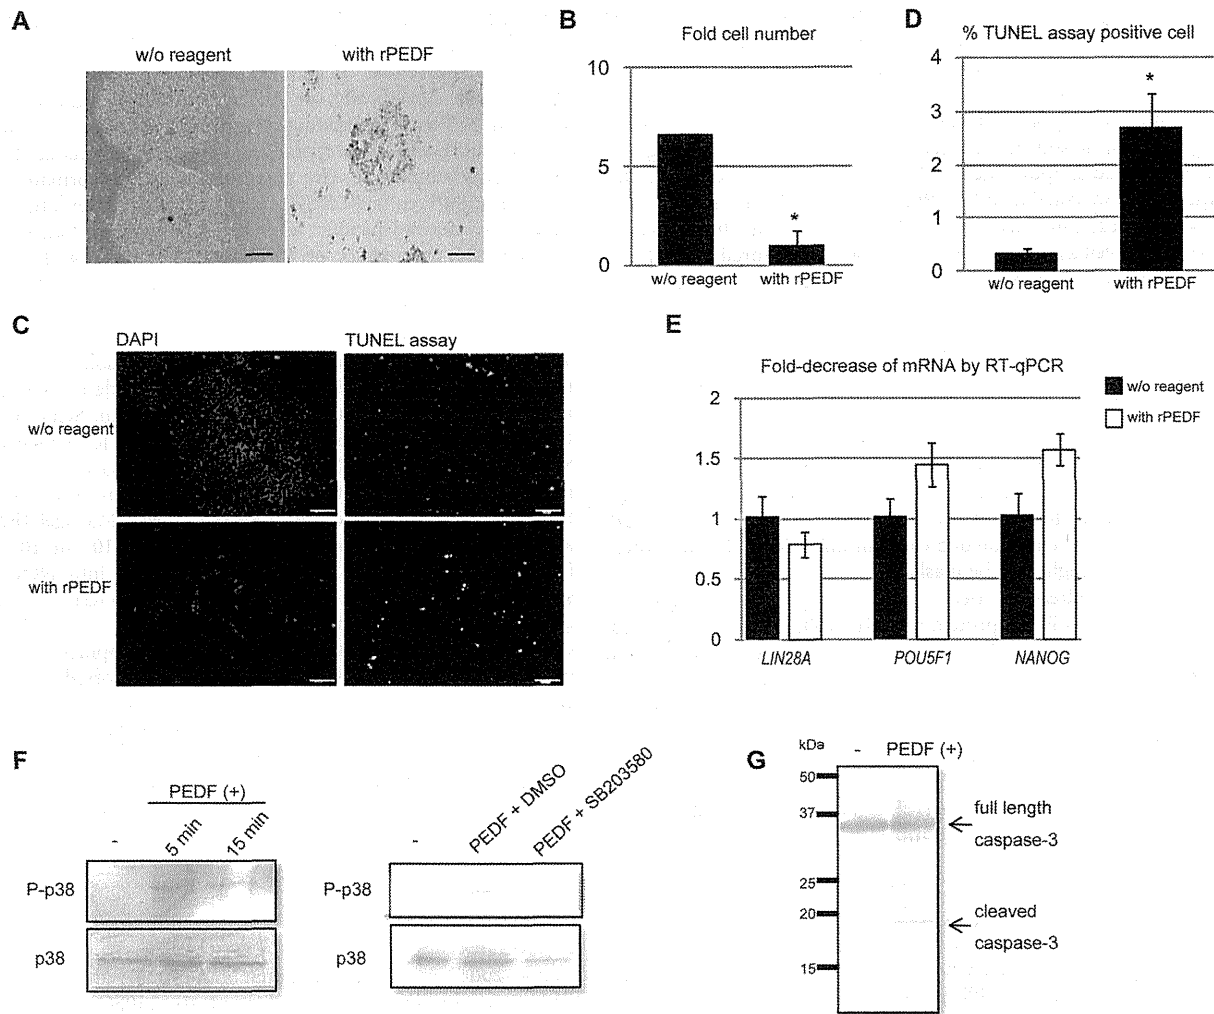 A
w/o reagent
with rPEDF
B
Fold cell number
10
5
0
*
w/o reagent
with rPEDF
D
% TUNEL assay positive cell
4
3
2
1
0
*
w/o reagent
with rPEDF
C
DAPI
TUNEL assay
w/o reagent
with rPEDF
E
Fold-decrease of mRNA by RT-qPCR
w/o reagent
with rPEDF
2
1.5
1
0.5
0
LIN28A
POU5F1
NANOG
F
PEDF (+)
-
5 min
15 min
P-p38
p38
-
PEDF + DMSO
PEDF + SB203580
P-p38
p38
G
kDa
-
PEDF (+)
50
37
25
20
15
full length
caspase-3
cleaved
caspase-3